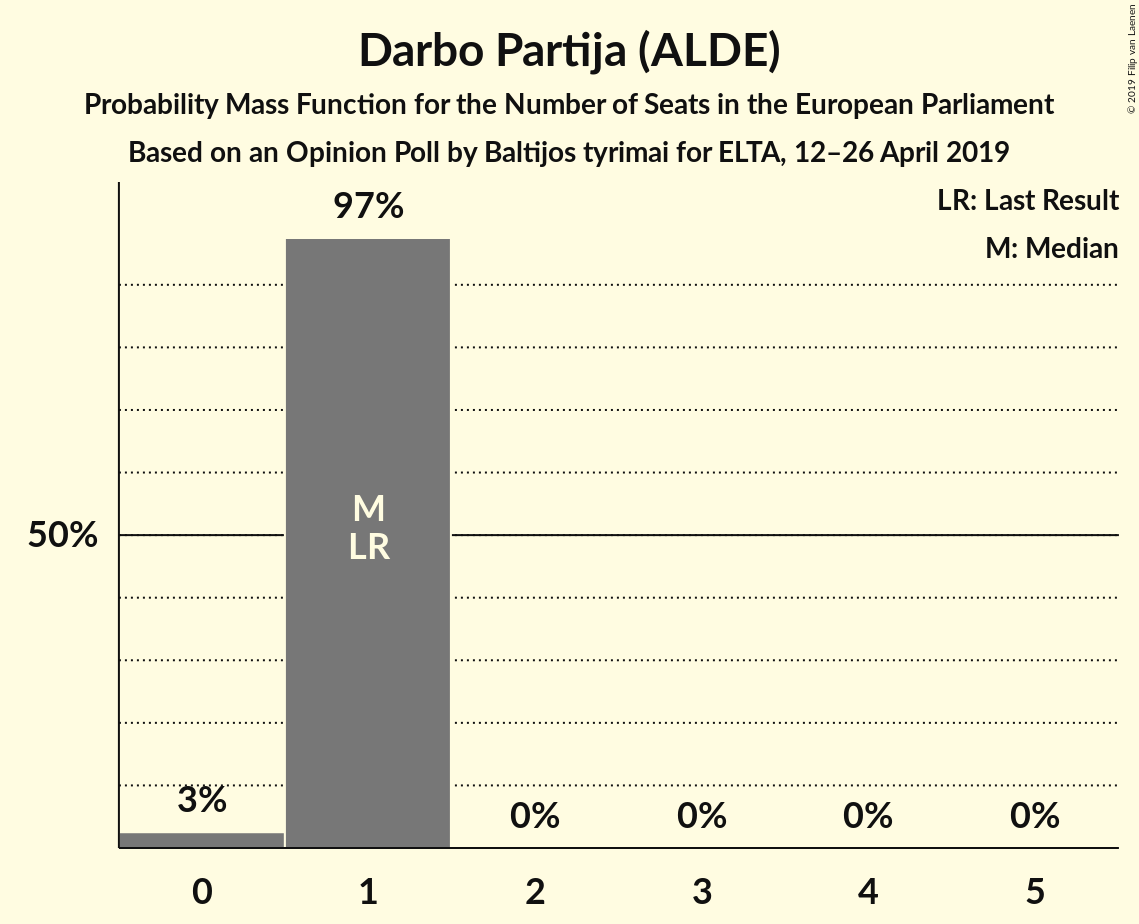 Darbo Partija (ALDE)
Probability Mass Function for the Number of Seats in the European Parliament
Based on an Opinion Poll by Baltijos tyrimai for ELTA, 12–26 April 2019
© 2019 Filip van Laenen
LR: Last Result
M: Median
97%
M
LR
50%
3%
0%
0%
0%
0%
0
1
2
3
4
5